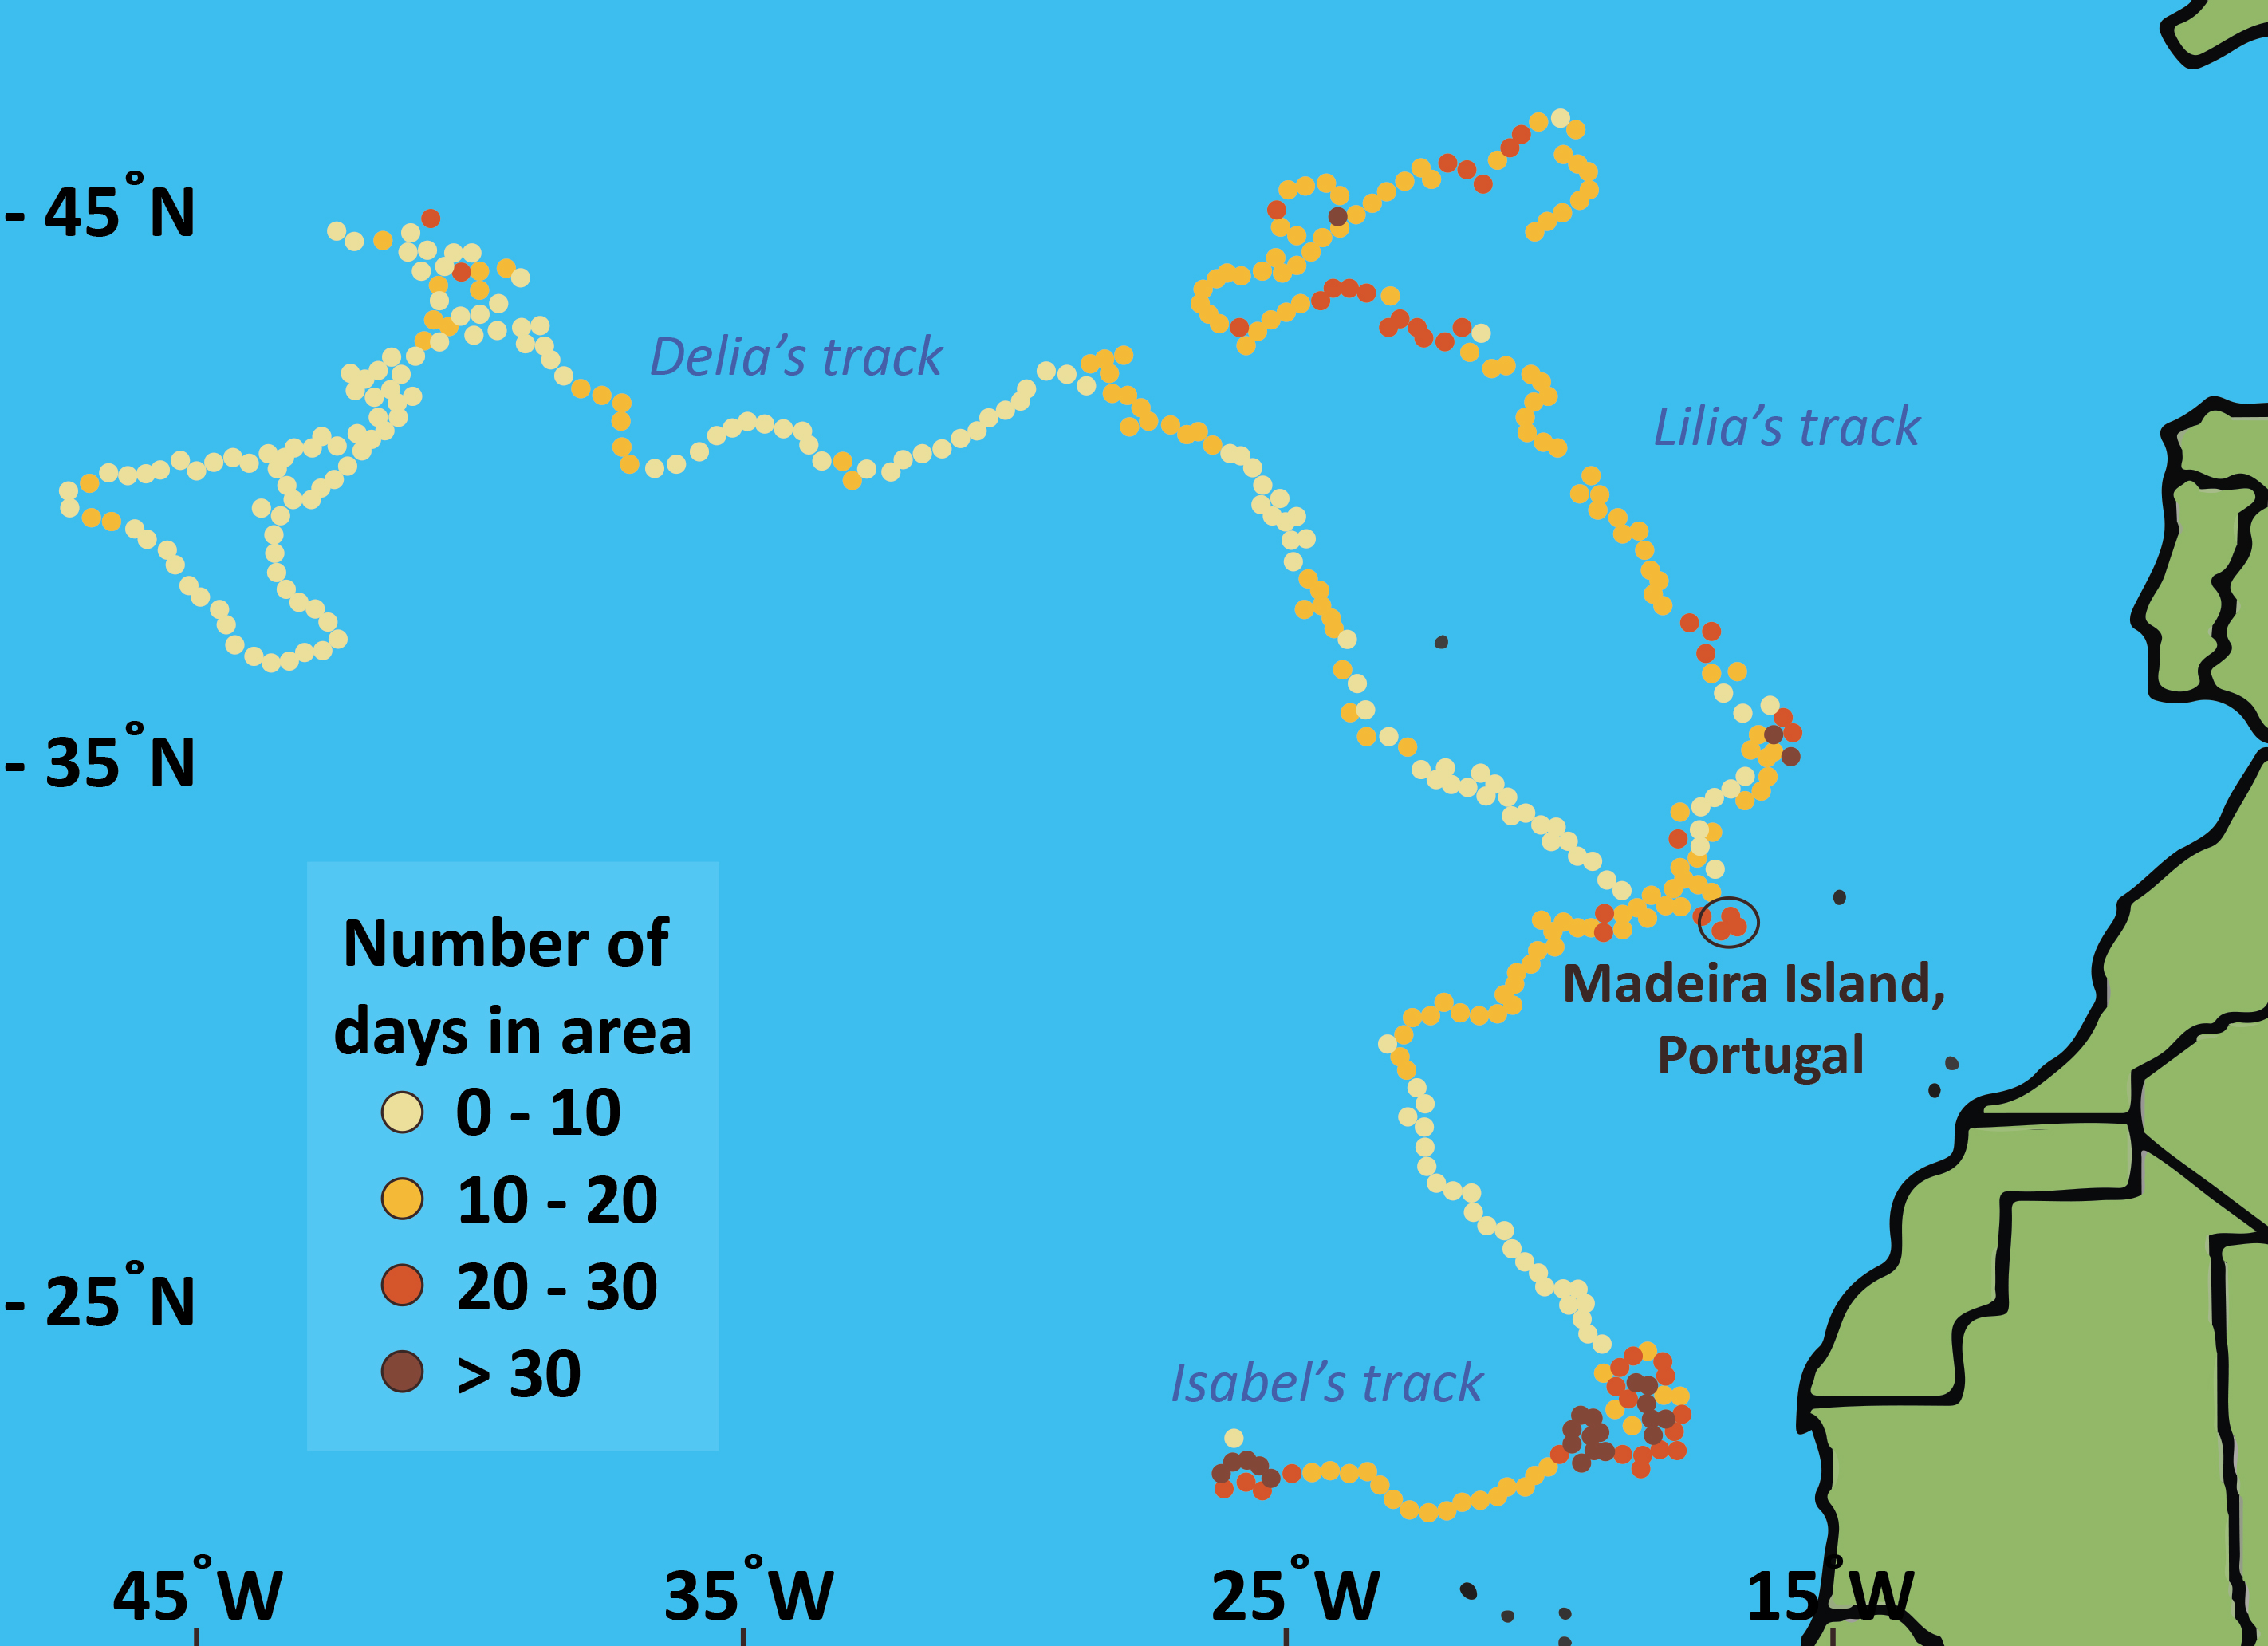 - 45°N
Delia's track
Lilia's track
- 35°N
Number of
days in area
0 - 10
10 - 20
20 - 30
> 30
Madeira Island,
Portugal
- 25°N
Isabel's track
45°W
35°W
25°W
15°W